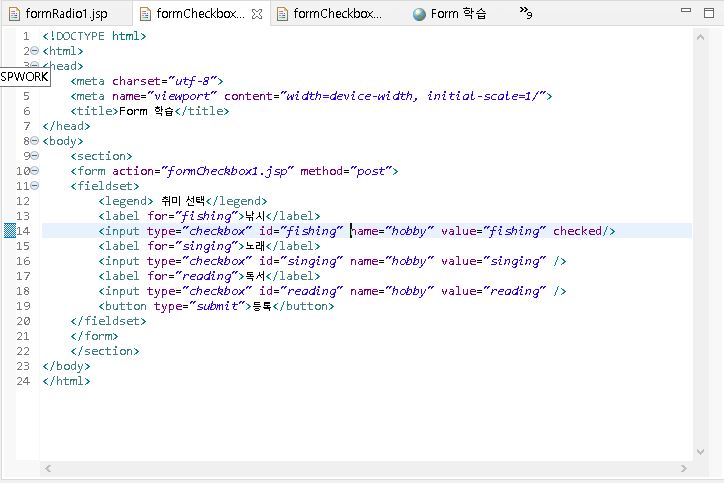 formRadio1.jsp formCheckbox... formCheckbox... Form 학습 »9
1 <!DOCTYPE html>
2 <html>
3 <head>
SPWORK
<meta charset="utf-8">
5 <meta name="viewport" content="width=device-width, initial-scale=1/">
6 <title>Form 학습</title>
7 </head>
8 <body>
9 <section>
10 <form action="formCheckbox1.jsp" method="post">
11 <fieldset>
12 <legend> 취미 선택</legend>
13 <label for="fishing">낚시</label>
14 <input type="checkbox" id="fishing" name="hobby" value="fishing" checked/>
15 <label for="singing">노래</label>
16 <input type="checkbox" id="singing" name="hobby" value="singing" />
17 <label for="reading">독서</label>
18 <input type="checkbox" id="reading" name="hobby" value="reading" />
19 <button type="submit">등록</button>
20 </fieldset>
21 </form>
22 </section>
23 </body>
24 </html>